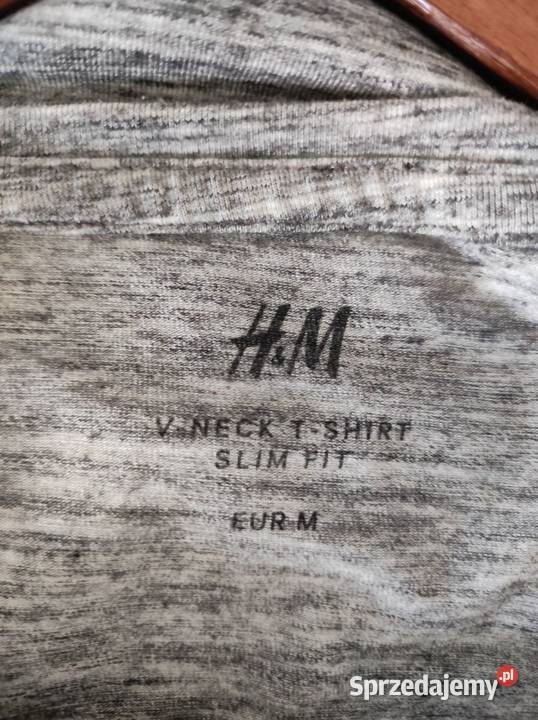 H&M
V-NECK T-SHIRT
SLIM FIT
EUR M
Sprzedajemy.pl